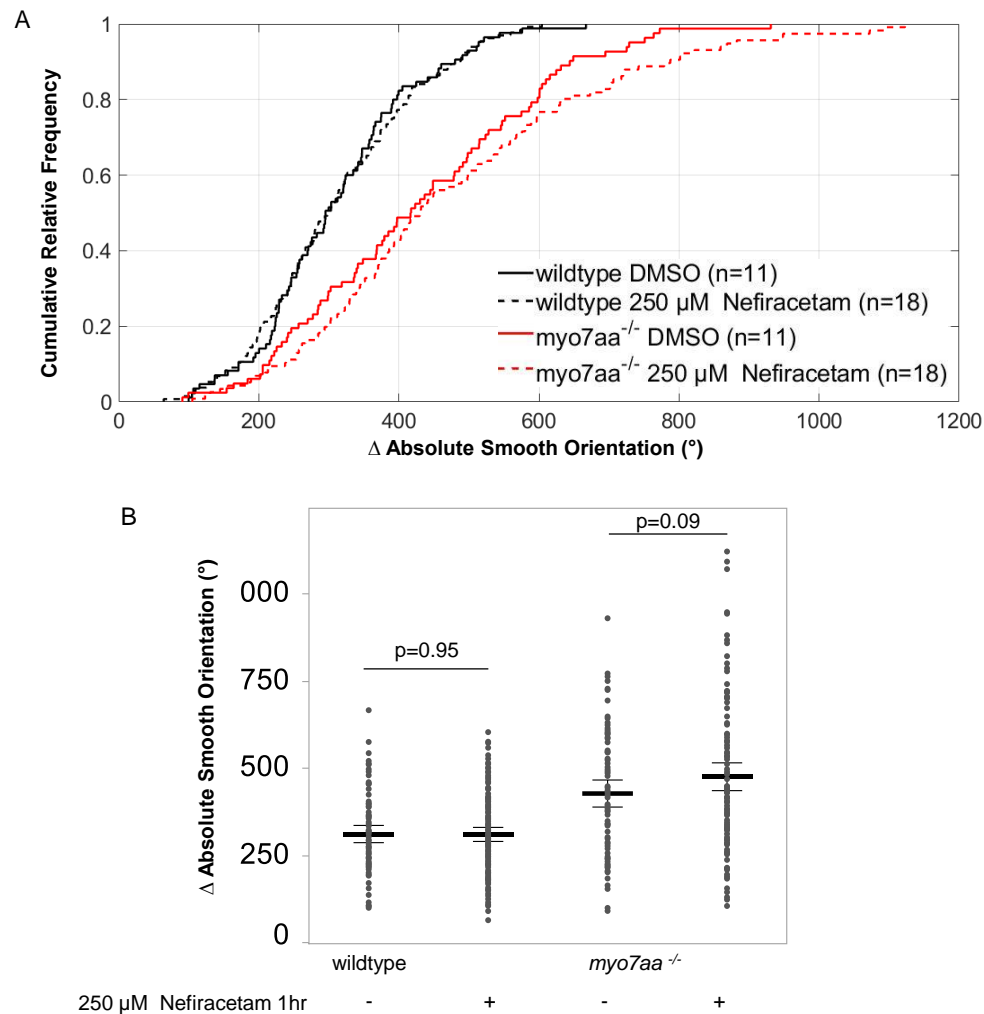 A
Cumulative Relative Frequency
1
0.8
0.6
0.4
0.2
0
0 200 400 600 800 1000 1200
Δ Absolute Smooth Orientation (°)
wildtype DMSO (n=11)
wildtype 250 µM Nefiracetam (n=18)
myo7aa-/- DMSO (n=11)
myo7aa-/- 250 µM Nefiracetam (n=18)
B
Δ Absolute Smooth Orientation (°)
000
750
500
250
0
p=0.95
p=0.09
wildtype myo7aa -/-
250 µM Nefiracetam 1hr - + - +